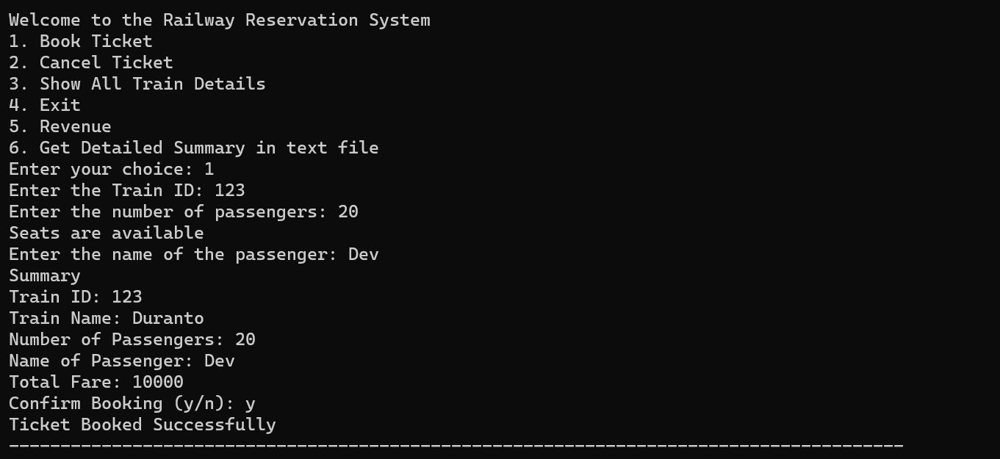 Welcome to the Railway Reservation System
1. Book Ticket
2. Cancel Ticket
3. Show All Train Details
4. Exit
5. Revenue
6. Get Detailed Summary in text file
Enter your choice: 1
Enter the Train ID: 123
Enter the number of passengers: 20
Seats are available
Enter the name of the passenger: Dev
Summary
Train ID: 123
Train Name: Duranto
Number of Passengers: 20
Name of Passenger: Dev
Total Fare: 10000
Confirm Booking (y/n): y
Ticket Booked Successfully
---------------------------------------------------------------------------------------